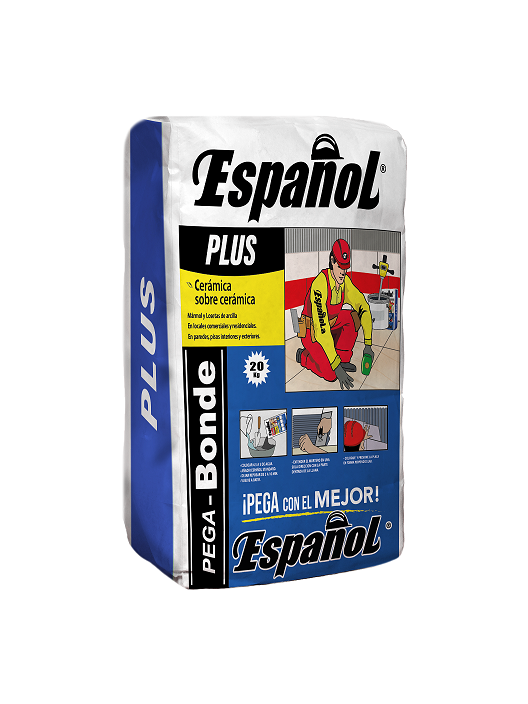 Español®
PLUS
Cerámica
sobre cerámica
Mármol y Losetas de arcilla
En locales comerciales y residenciales.
En paredes, pisos interiores y exteriores.
20
KG
Española
PLUS
PEGA-Bonde
¡PEGA CON EL MEJOR!
Español®